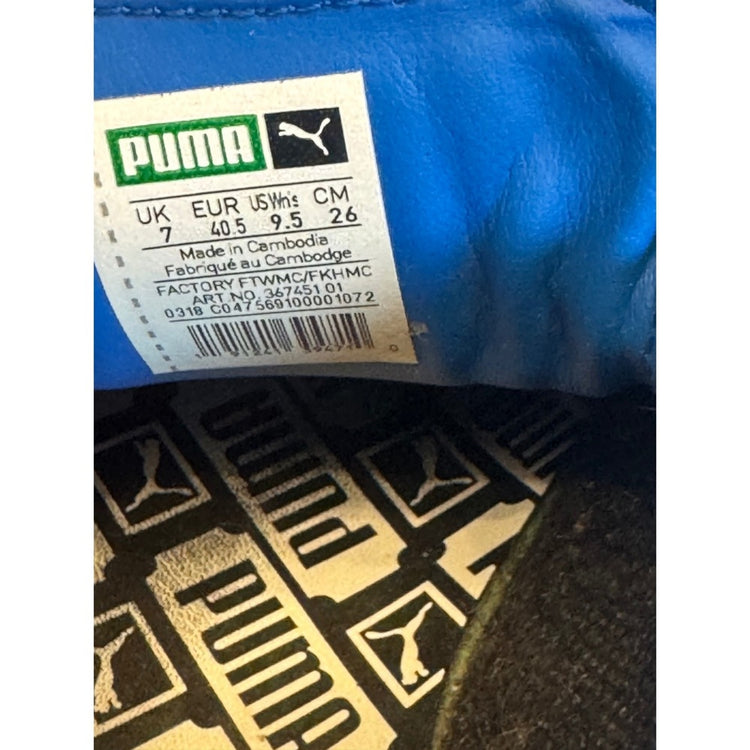 PUMA
UK EUR US Wn's CM
7 40.5 9.5 26
Made in Cambodia
Fabriqué au Cambodge
FACTORY FTWMC/FKHMC
ART NO. 367451 01
0318 C047569100001072
PUMA
PUMA